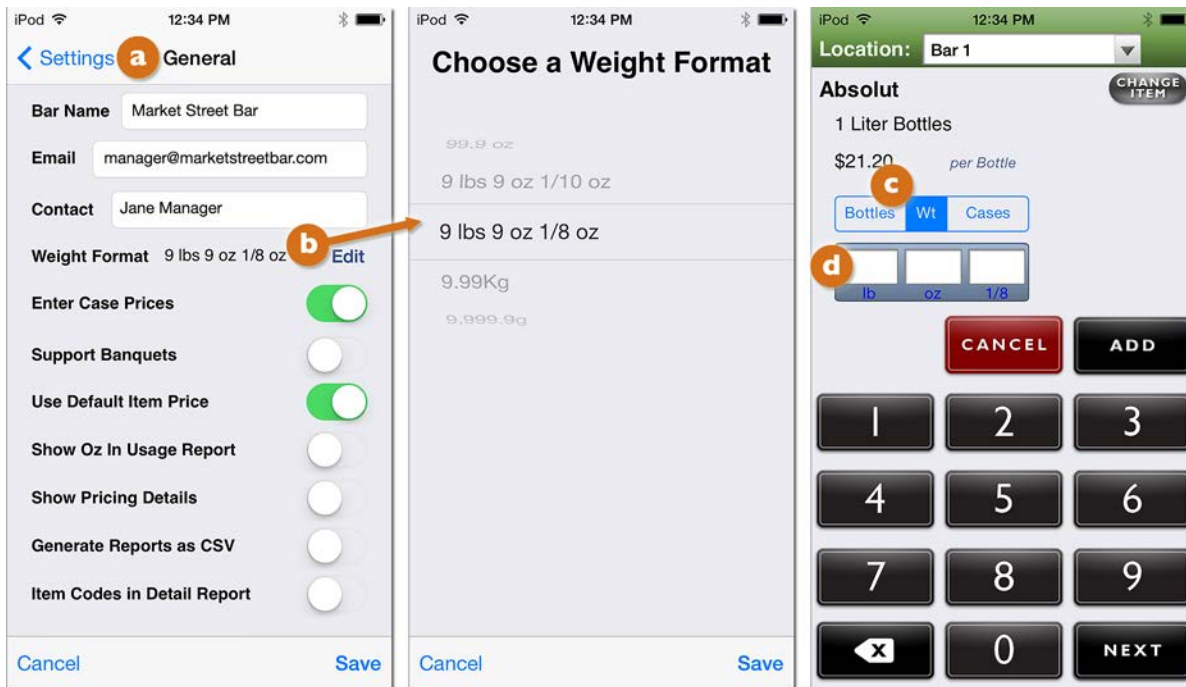 iPod 12:34 PM
Settings a General
Bar Name Market Street Bar
Email manager@marketstreetbar.com
Contact Jane Manager
Weight Format 9 lbs 9 oz 1/8 oz b Edit
Enter Case Prices
Support Banquets
Use Default Item Price
Show Oz In Usage Report
Show Pricing Details
Generate Reports as CSV
Item Codes in Detail Report
Cancel Save
iPod 12:34 PM
Choose a Weight Format
99.9 oz
9 lbs 9 oz 1/10 oz
9 lbs 9 oz 1/8 oz
9.99Kg
9,999.9g
Cancel Save
iPod 12:34 PM
Location: Bar 1
Absolut CHANGE ITEM
1 Liter Bottles
$21.20 per Bottle
c
Bottles Wt Cases
d
lb oz 1/8
CANCEL ADD
1 2 3
4 5 6
7 8 9
X 0 NEXT